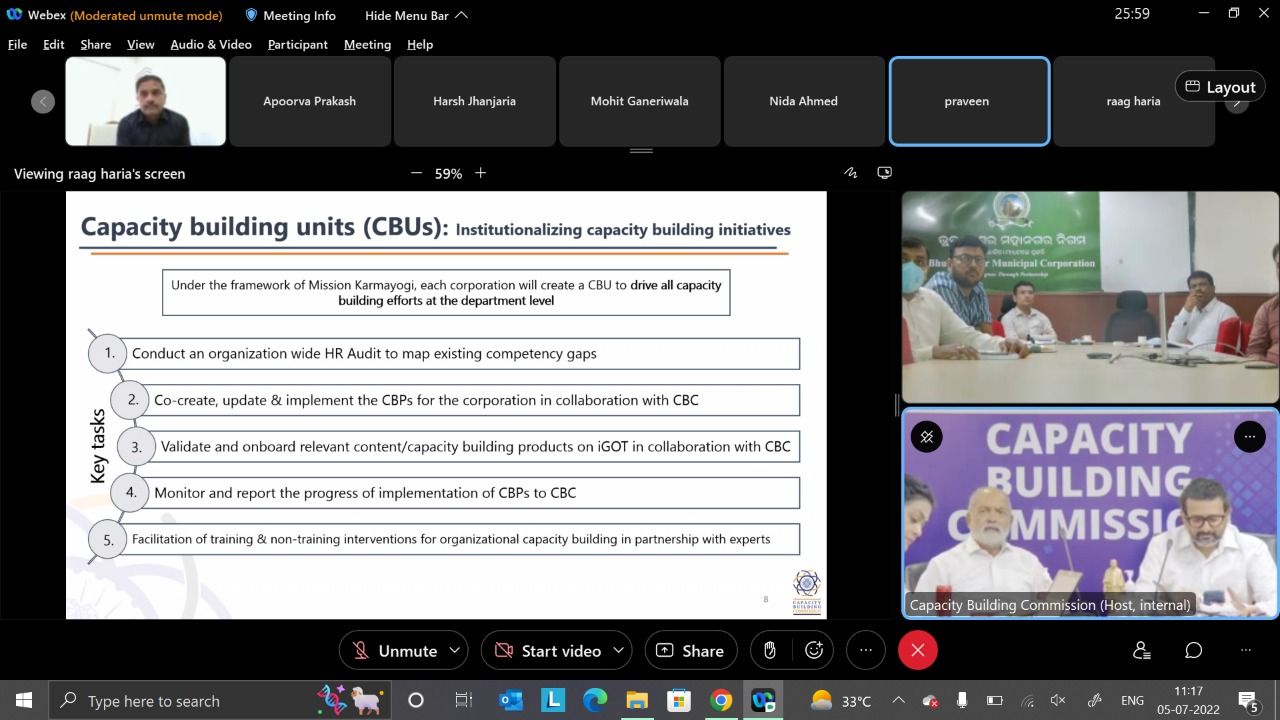 Webex (Moderated unmute mode) Meeting Info Hide Menu Bar 25:59
File Edit Share View Audio & Video Participant Meeting Help
Apoorva Prakash
Harsh Jhanjaria
Mohit Ganeriwala
Nida Ahmed
praveen
raag haria
Layout
Viewing raag haria's screen
59%
Capacity building units (CBUs): Institutionalizing capacity building initiatives
Under the framework of Mission Karmayogi, each corporation will create a CBU to drive all capacity
building efforts at the department level
Key tasks
1. Conduct an organization wide HR Audit to map existing competency gaps
2. Co-create, update & implement the CBPs for the corporation in collaboration with CBC
3. Validate and onboard relevant content/capacity building products on iGOT in collaboration with CBC
4. Monitor and report the progress of implementation of CBPs to CBC
5. Facilitation of training & non-training interventions for organizational capacity building in partnership with experts
8
CAPACITY
BUILDING
COMMISSION
ମହାନଗର ନିଗମ
Municipal Corporation
Through Partnership
CAPACITY
BUILDING
COMMISSI
Capacity Building Commission (Host, internal)
Unmute
Start video
Share
Type here to search
33°C
ENG
11:17
05-07-2022
5